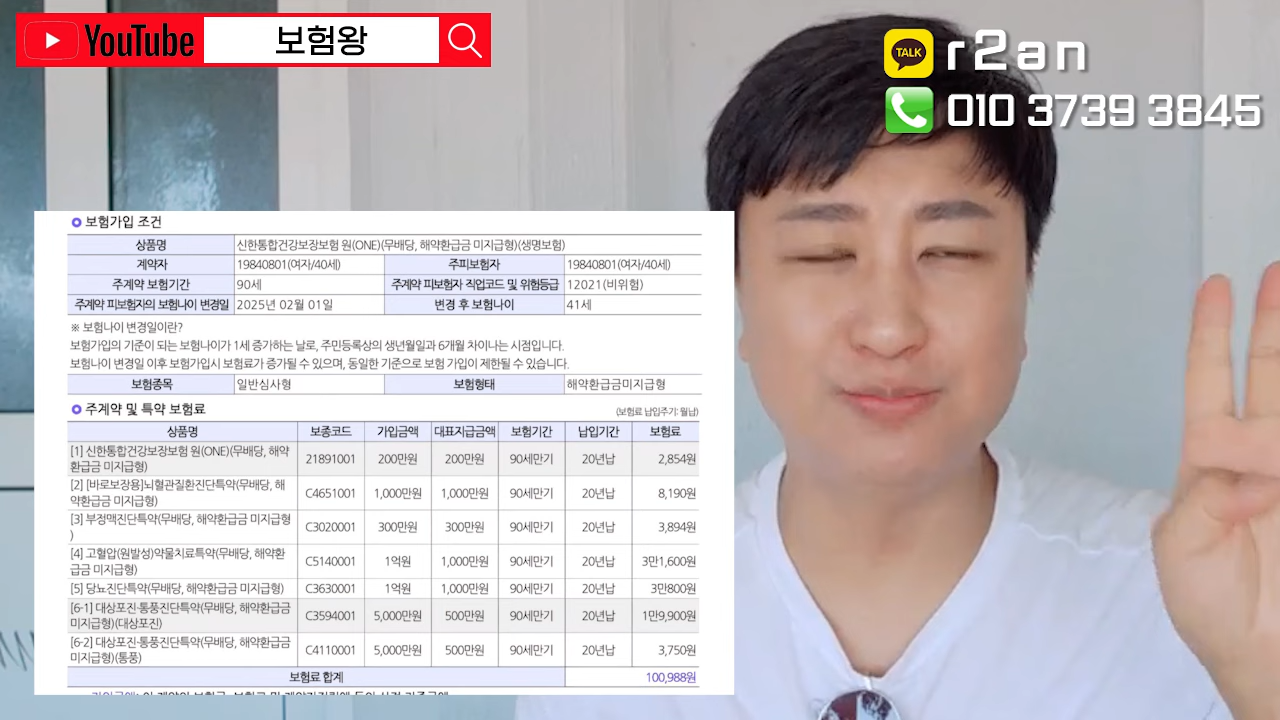 YouTube 보험왕
TALK r2an
010 3739 3845
보험가입 조건
상품명 신한통합건강보장보험 원(ONE)(무배당, 해약환급금 미지급형)(생명보험)
계약자 19840801(여자/40세) 주피보험자 19840801(여자/40세)
주계약 보험기간 90세 주계약 피보험자 직업코드 및 위험등급 12021(비위험)
주계약 피보험자의 보험나이 변경일 2025년 02월 01일 변경 후 보험나이 41세
※ 보험나이 변경일이란?
보험가입의 기준이 되는 보험나이가 1세 증가하는 날로, 주민등록상의 생년월일과 6개월 차이나는 시점입니다.
보험나이 변경일 이후 보험가입시 보험료가 증가될 수 있으며, 동일한 기준으로 보험 가입이 제한될 수 있습니다.
보험종목 일반심사형 보험형태 해약환급금미지급형
주계약 및 특약 보험료 (보험료 납입주기: 월납)
상품명 보종코드 가입금액 대표지급금액 보험기간 납입기간 보험료
[1] 신한통합건강보장보험 원(ONE)(무배당, 해약
환급금 미지급형) 21891001 200만원 200만원 90세만기 20년납 2,854원
[2] [바로보장용]뇌혈관질환진단특약(무배당, 해
약환급금 미지급형) C4651001 1,000만원 1,000만원 90세만기 20년납 8,190원
[3] 부정맥진단특약(무배당, 해약환급금 미지급형
) C3020001 300만원 300만원 90세만기 20년납 3,894원
[4] 고혈압(원발성)약물치료특약(무배당, 해약환
급금 미지급형) C5140001 1억원 1,000만원 90세만기 20년납 3만1,600원
[5] 당뇨진단특약(무배당, 해약환급금 미지급형) C3630001 1억원 1,000만원 90세만기 20년납 3만800원
[6-1] 대상포진·통풍진단특약(무배당, 해약환급금
미지급형)(대상포진) C3594001 5,000만원 500만원 90세만기 20년납 1만9,900원
[6-2] 대상포진·통풍진단특약(무배당, 해약환급금
미지급형)(통풍) C4110001 5,000만원 500만원 90세만기 20년납 3,750원
보험료 합계 100,988원